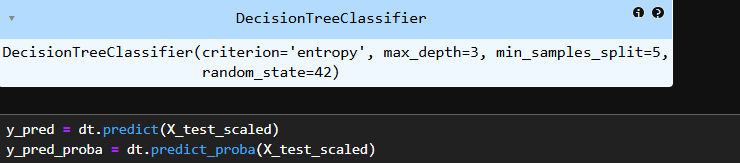 DecisionTreeClassifier
DecisionTreeClassifier(criterion='entropy', max_depth=3, min_samples_split=5,
random_state=42)
y_pred = dt.predict(X_test_scaled)
y_pred_proba = dt.predict_proba(X_test_scaled)